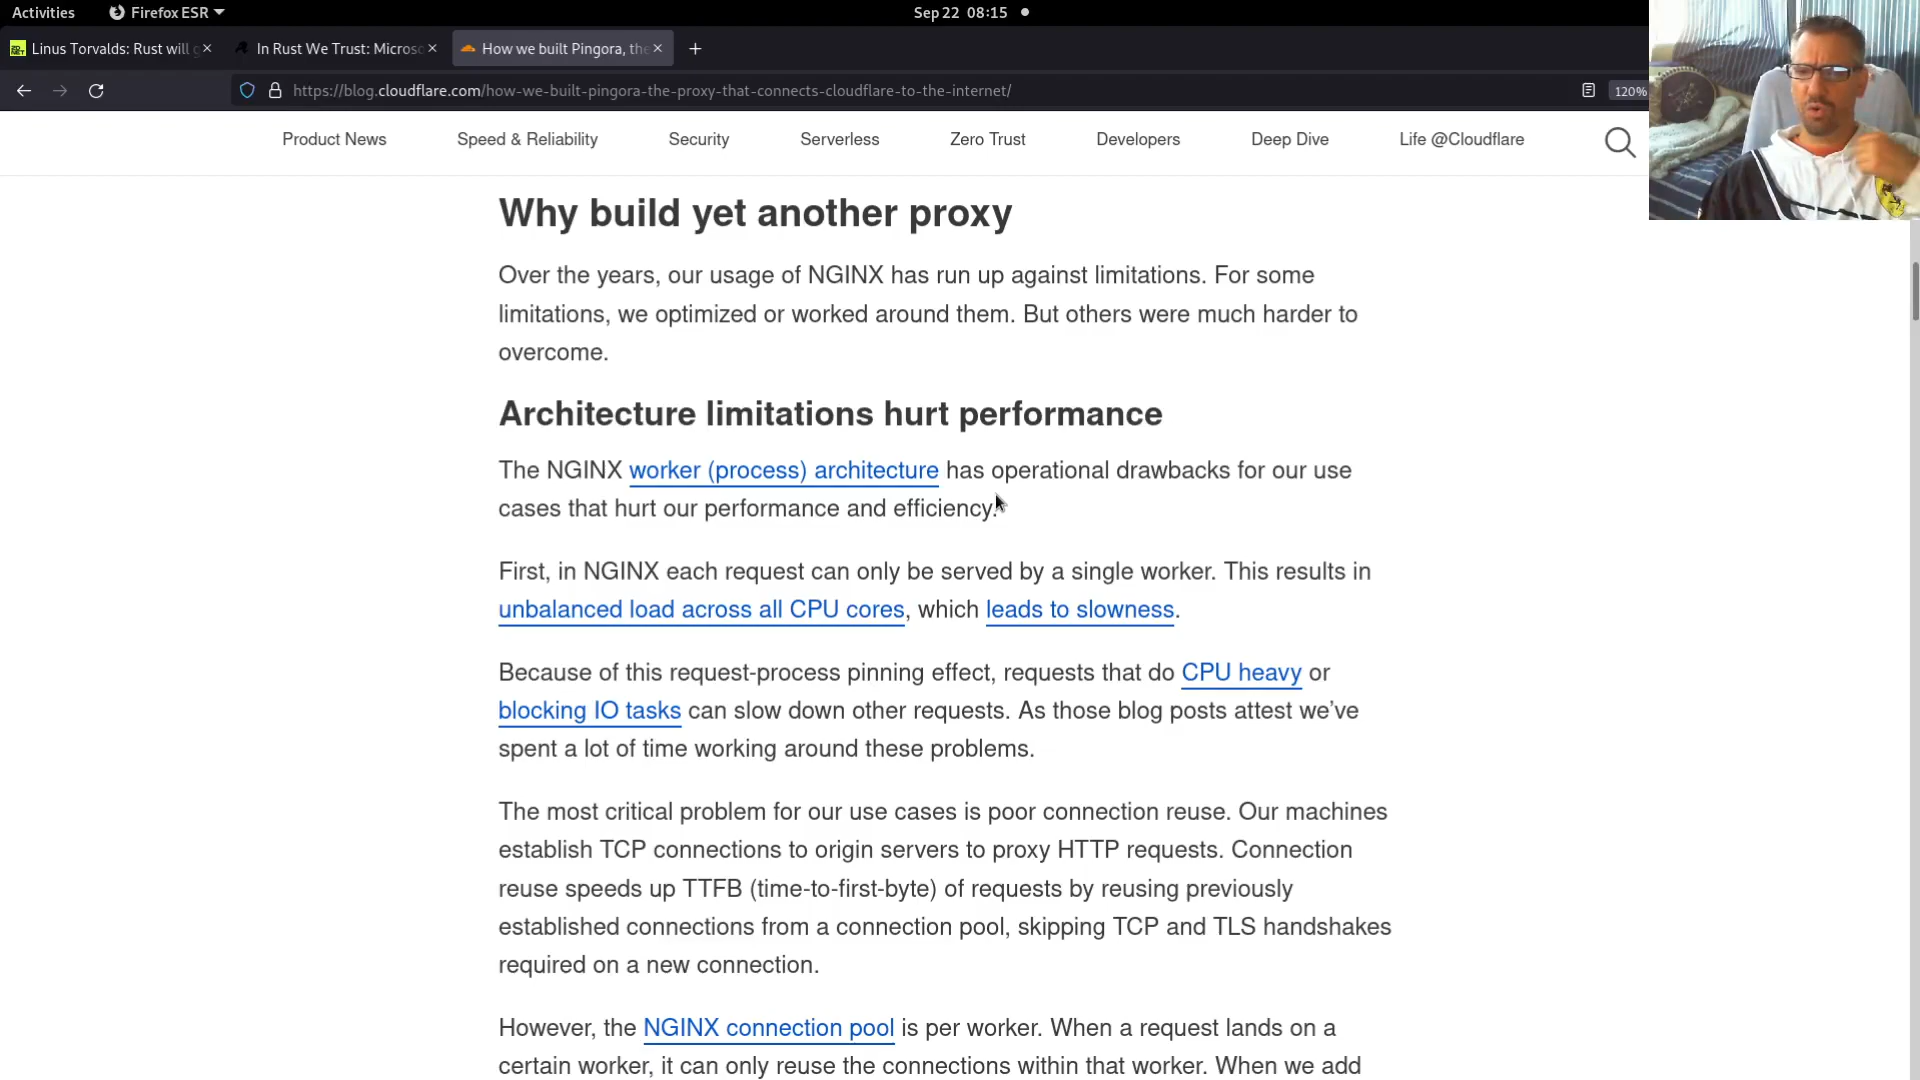 Activities Firefox ESR Sep 22 08:15
Linus Torvalds: Rust will In Rust We Trust: Micros How we built Pingora, the
https://blog.cloudflare.com/how-we-built-pingora-the-proxy-that-connects-cloudflare-to-the-internet/ 120%
Product News Speed & Reliability Security Serverless Zero Trust Developers Deep Dive Life @Cloudflare
Why build yet another proxy
Over the years, our usage of NGINX has run up against limitations. For some
limitations, we optimized or worked around them. But others were much harder to
overcome.
Architecture limitations hurt performance
The NGINX worker (process) architecture has operational drawbacks for our use
cases that hurt our performance and efficiency.
First, in NGINX each request can only be served by a single worker. This results in
unbalanced load across all CPU cores, which leads to slowness.
Because of this request-process pinning effect, requests that do CPU heavy or
blocking IO tasks can slow down other requests. As those blog posts attest we’ve
spent a lot of time working around these problems.
The most critical problem for our use cases is poor connection reuse. Our machines
establish TCP connections to origin servers to proxy HTTP requests. Connection
reuse speeds up TTFB (time-to-first-byte) of requests by reusing previously
established connections from a connection pool, skipping TCP and TLS handshakes
required on a new connection.
However, the NGINX connection pool is per worker. When a request lands on a
certain worker, it can only reuse the connections within that worker. When we add